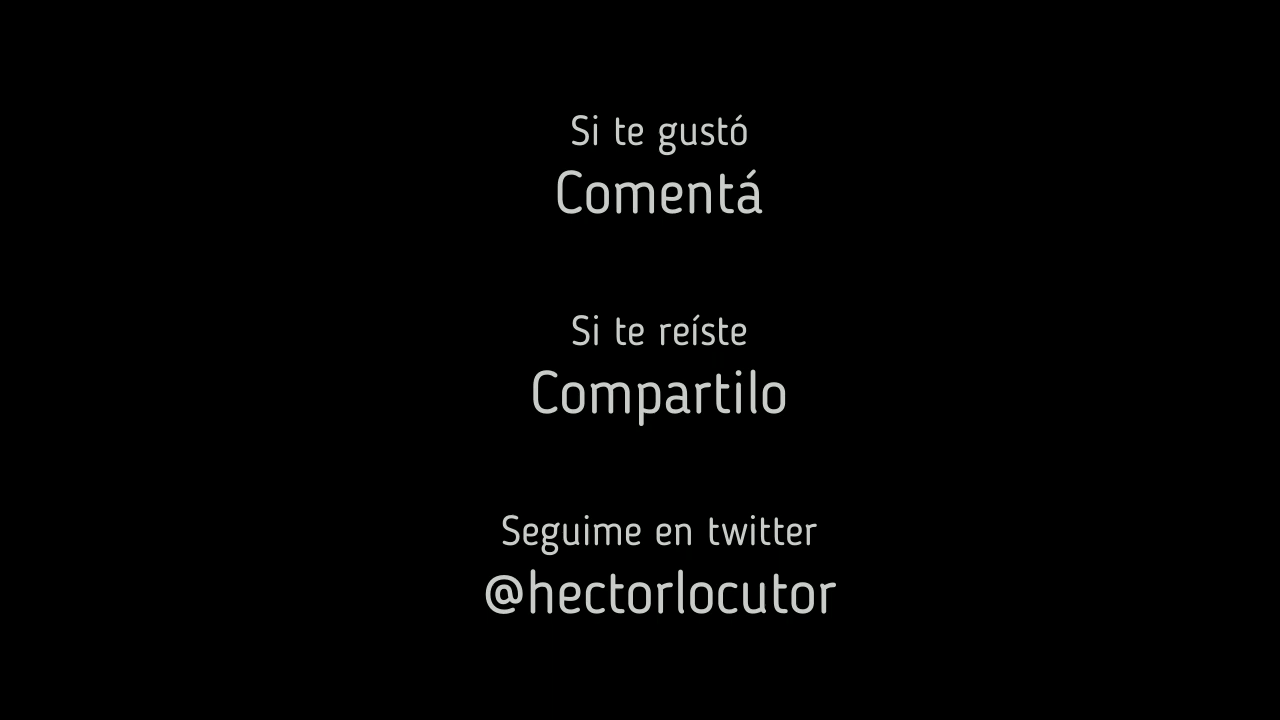 Si te gustó
Comentá
Si te reíste
Compartilo
Seguime en twitter
@hectorlocutor